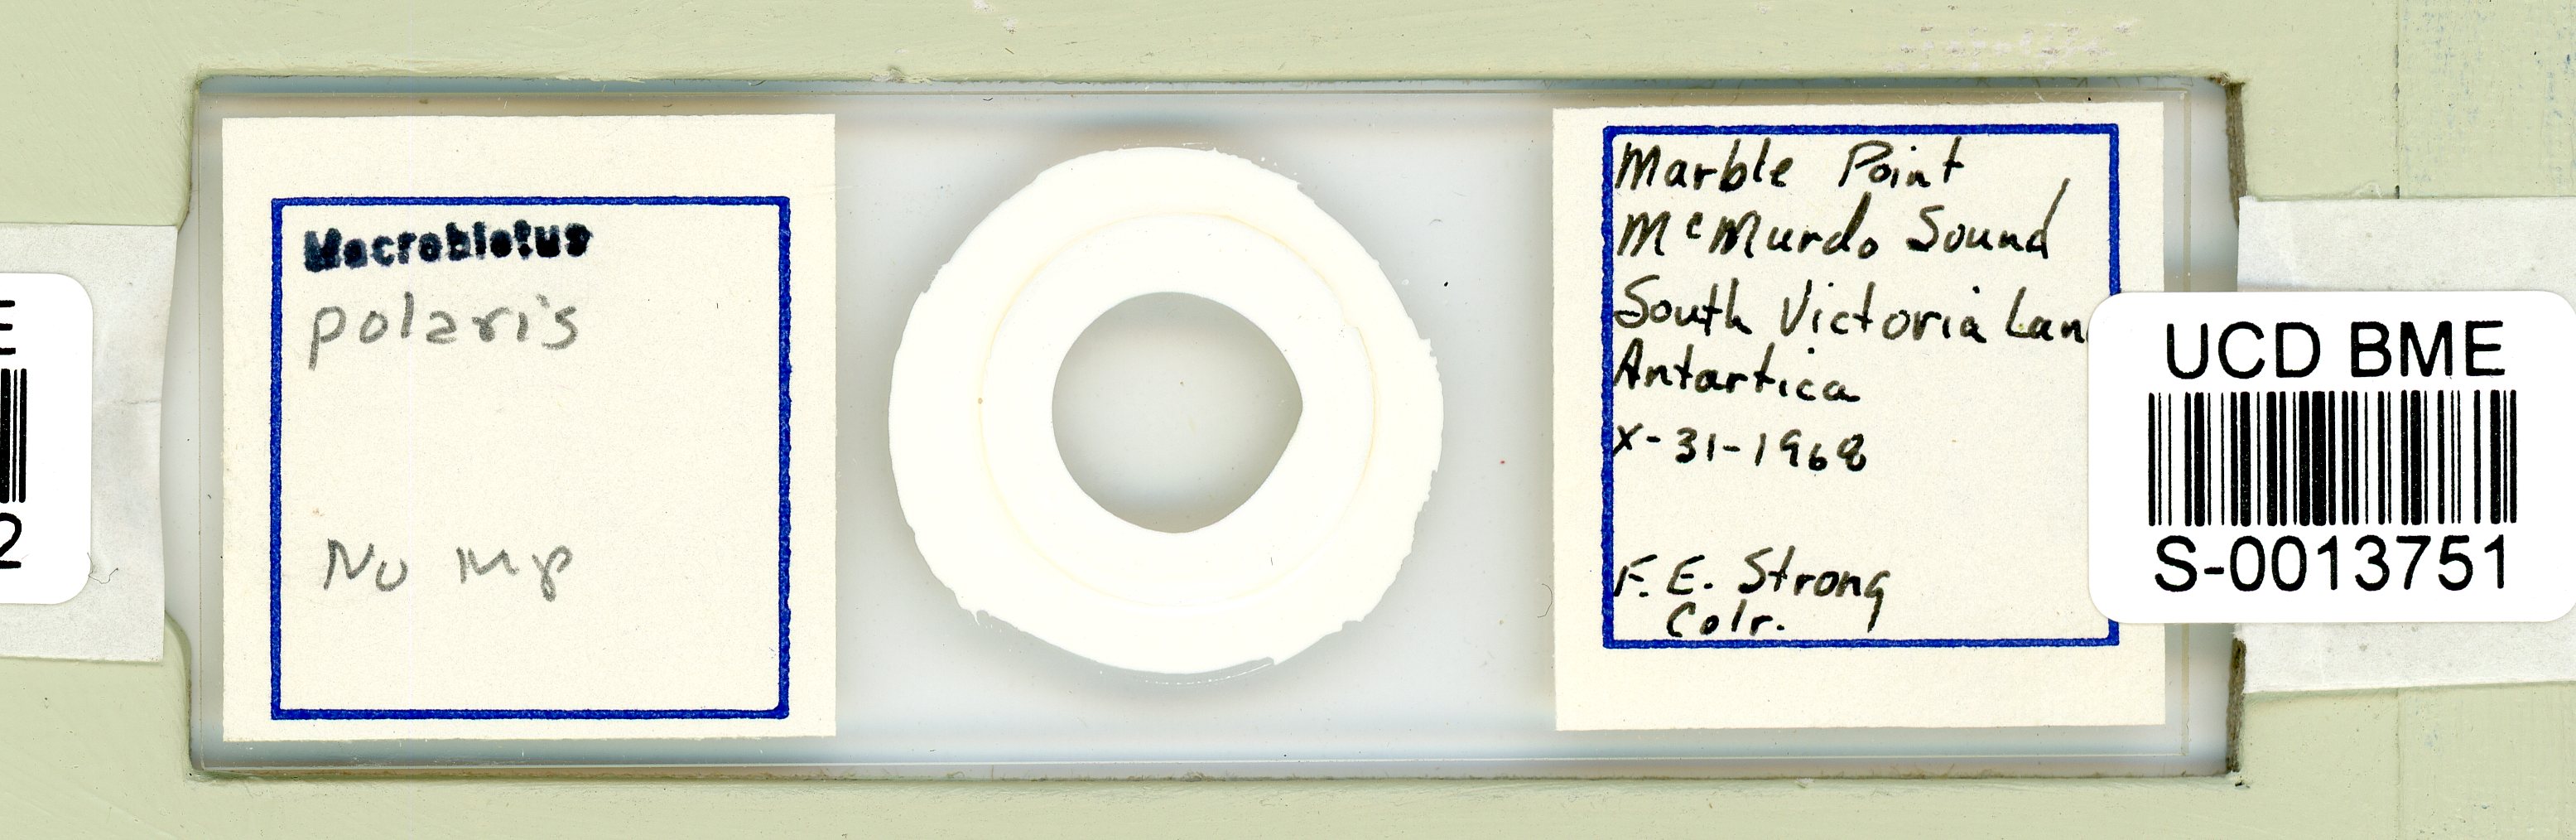 Macrobiotus
polaris
No Mp
Marble Point
McMurdo Sound
South Victoria Lan
Antartica
X-31-1968
F. E. Strong
Colr.
UCD BME
S-0013751
E
2